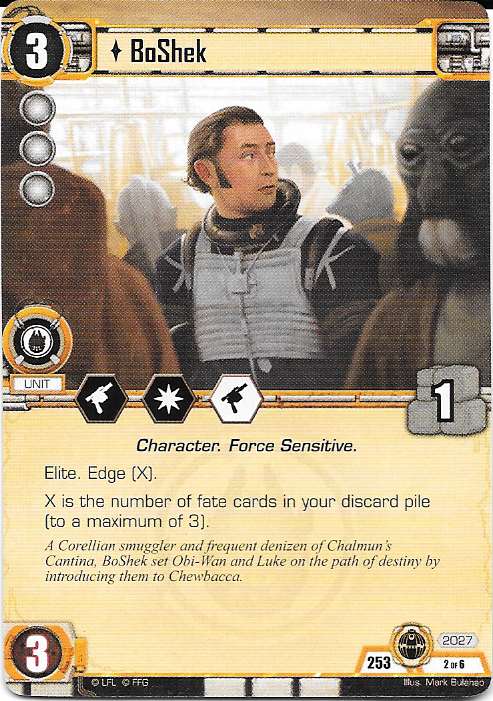 3
BoShek
UNIT
1
Character. Force Sensitive.
Elite. Edge (X).
X is the number of fate cards in your discard pile
(to a maximum of 3).
A Corellian smuggler and frequent denizen of Chalmun's
Cantina, BoShek set Obi-Wan and Luke on the path of destiny by
introducing them to Chewbacca.
3
2027
253
2 OF 6
© LFL © FFG
Illus. Mark Bulahao